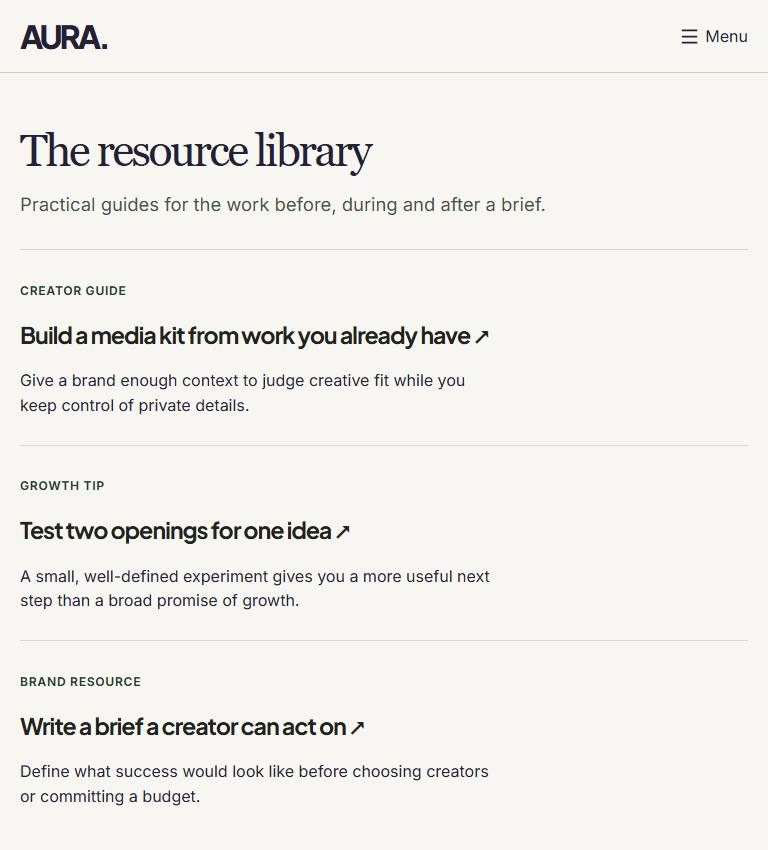 AURA.
Menu
The resource library
Practical guides for the work before, during and after a brief.
CREATOR GUIDE
Build a media kit from work you already have ↗
Give a brand enough context to judge creative fit while you
keep control of private details.
GROWTH TIP
Test two openings for one idea ↗
A small, well-defined experiment gives you a more useful next
step than a broad promise of growth.
BRAND RESOURCE
Write a brief a creator can act on ↗
Define what success would look like before choosing creators
or committing a budget.